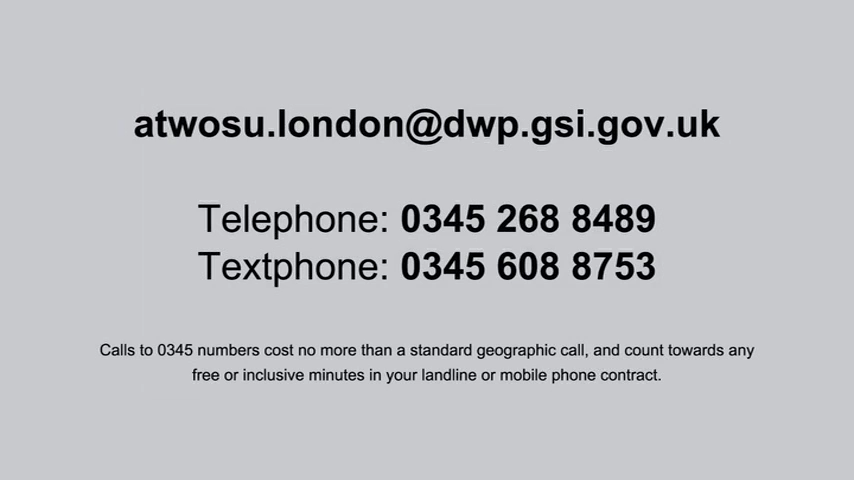 atwosu.london@dwp.gsi.gov.uk
Telephone: 0345 268 8489
Textphone: 0345 608 8753
Calls to 0345 numbers cost no more than a standard geographic call, and count towards any
free or inclusive minutes in your landline or mobile phone contract.